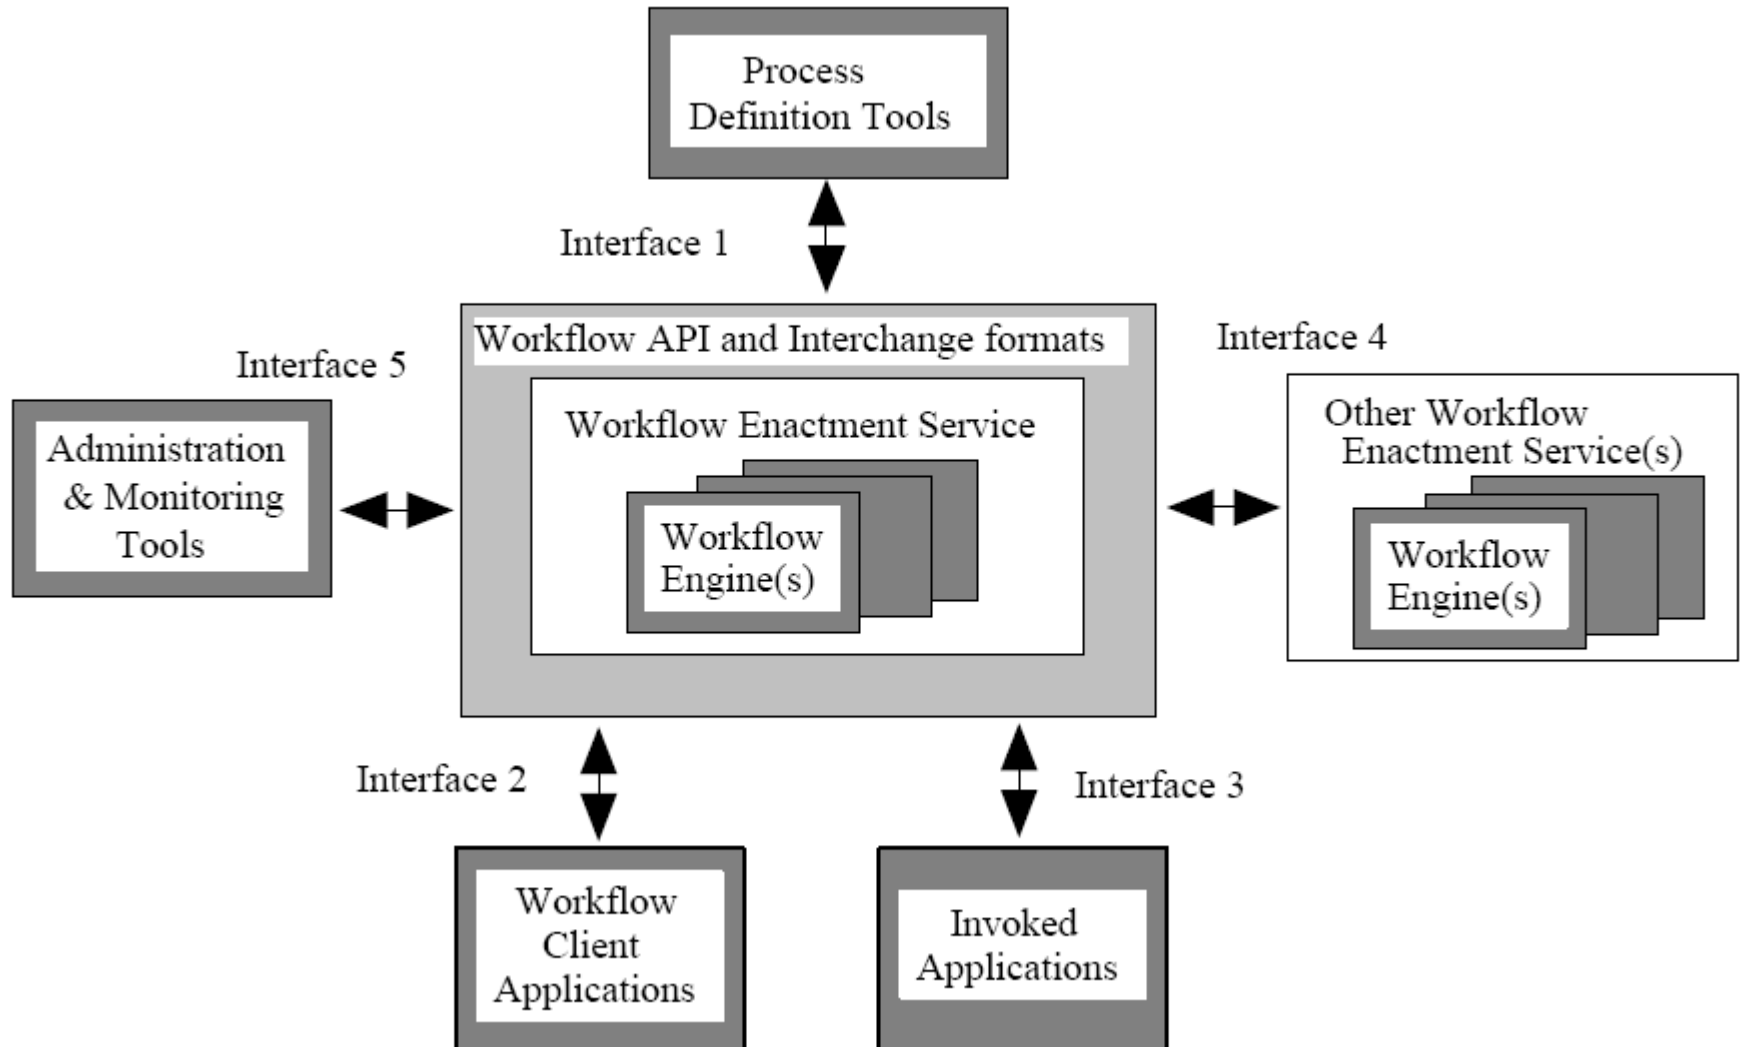 Process
Definition Tools
Interface 1
Workflow API and Interchange formats
Interface 4
Interface 5
Workflow Enactment Service
Other Workflow
Enactment Service(s)
Administration
& Monitoring
Tools
Workflow
Engine(s)
Workflow
Engine(s)
Interface 2
Interface 3
Workflow
Client
Applications
Invoked
Applications